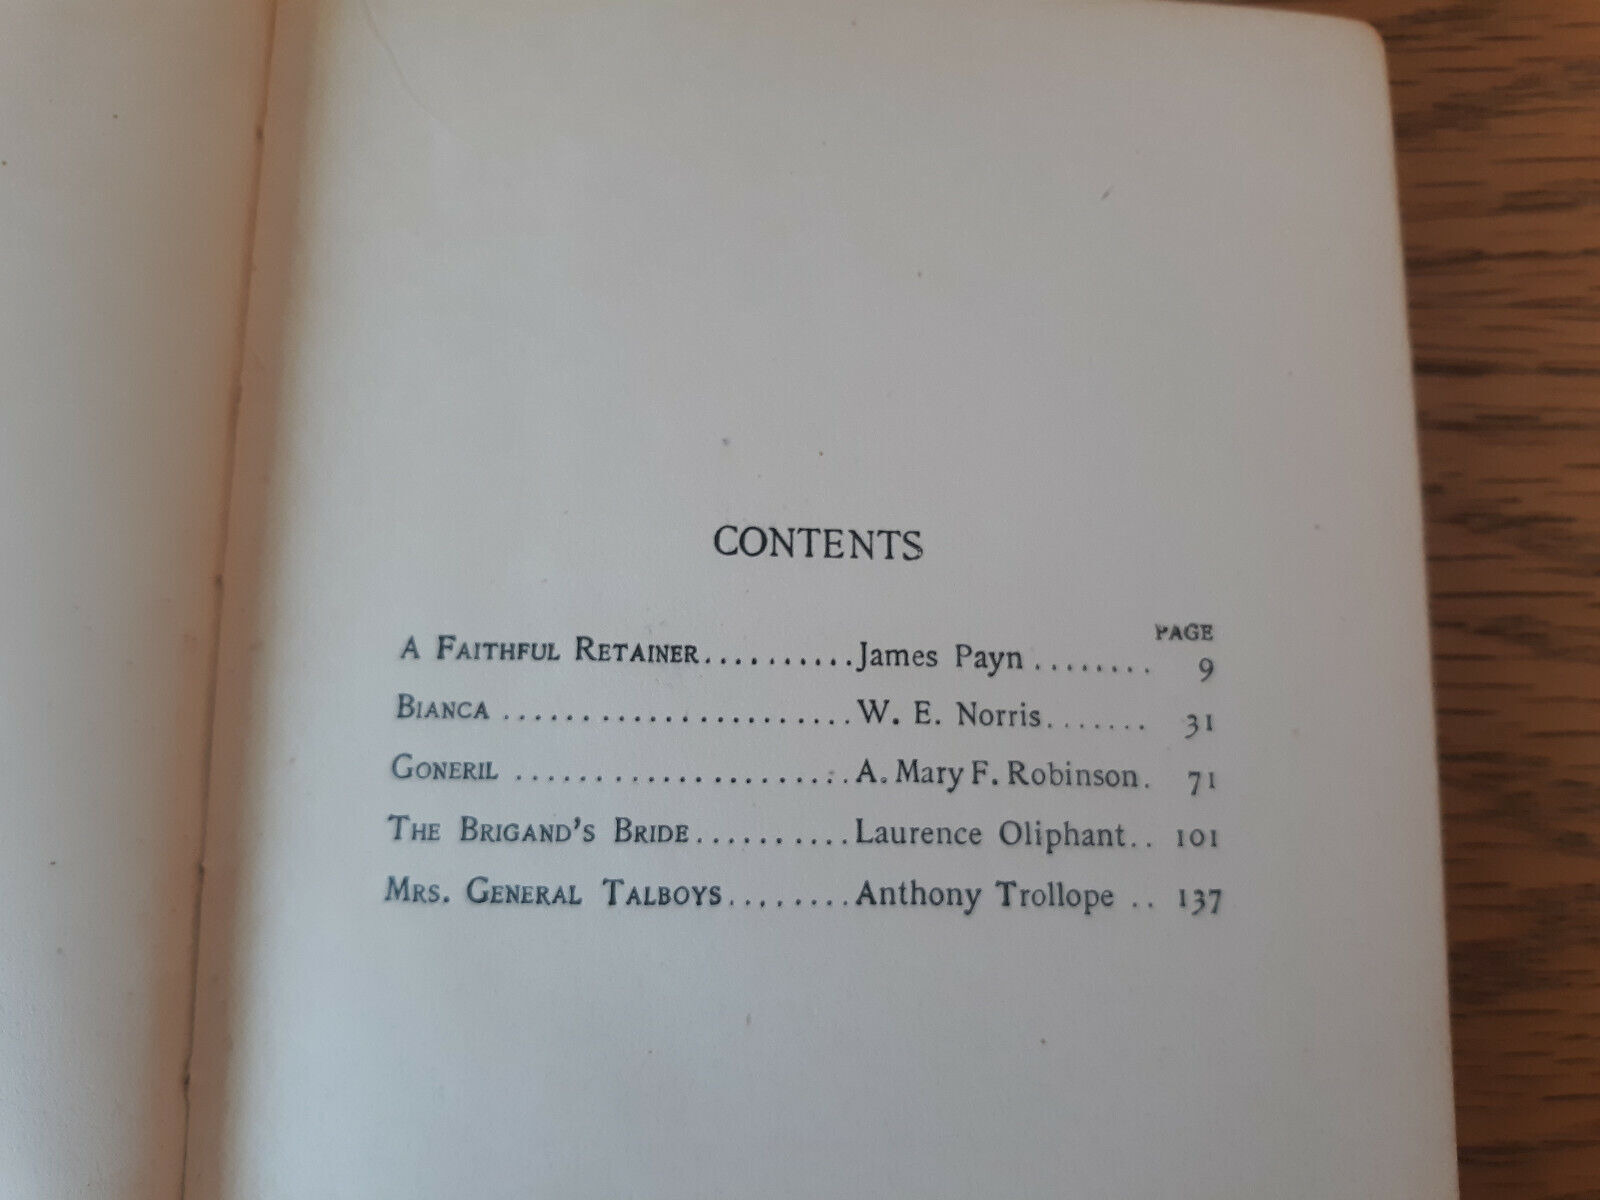 CONTENTS
PAGE
A FAITHFUL RETAINER..........James Payn........ 9
BIANCA ......................W. E. Norris....... 31
GONERIL .....................A. Mary F. Robinson. 71
THE BRIGAND'S BRIDE..........Laurence Oliphant.. 101
MRS. GENERAL TALBOYS........Anthony Trollope .. 137